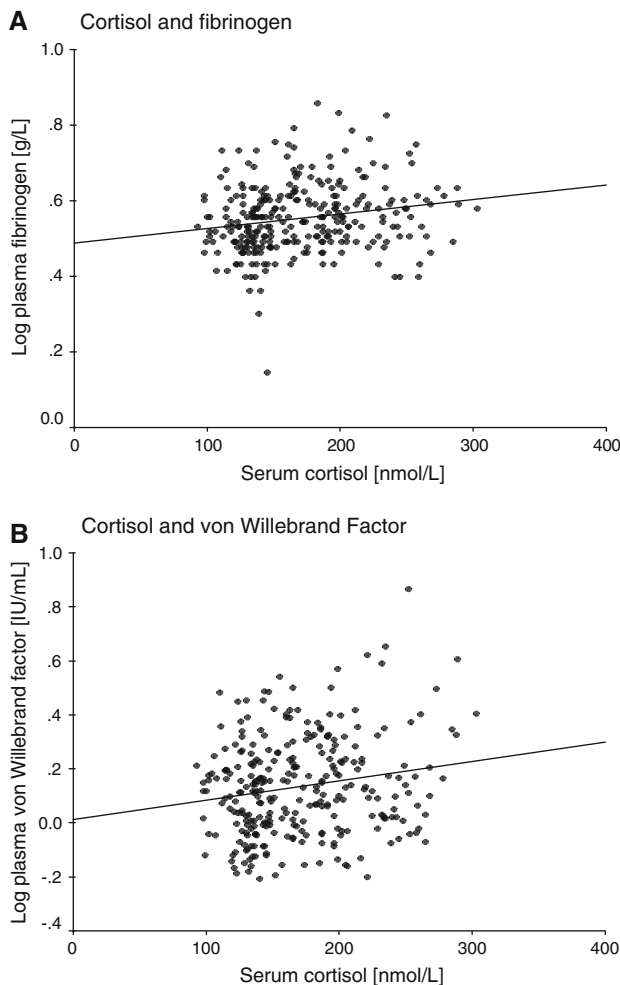 A Cortisol and fibrinogen
1.0
.8
.6
.4
.2
0.0
Log plasma fibrinogen [g/L]
0 100 200 300 400
Serum cortisol [nmol/L]
B Cortisol and von Willebrand Factor
1.0
.8
.6
.4
.2
0.0
-.2
-.4
Log plasma von Willebrand factor [IU/mL]
0 100 200 300 400
Serum cortisol [nmol/L]